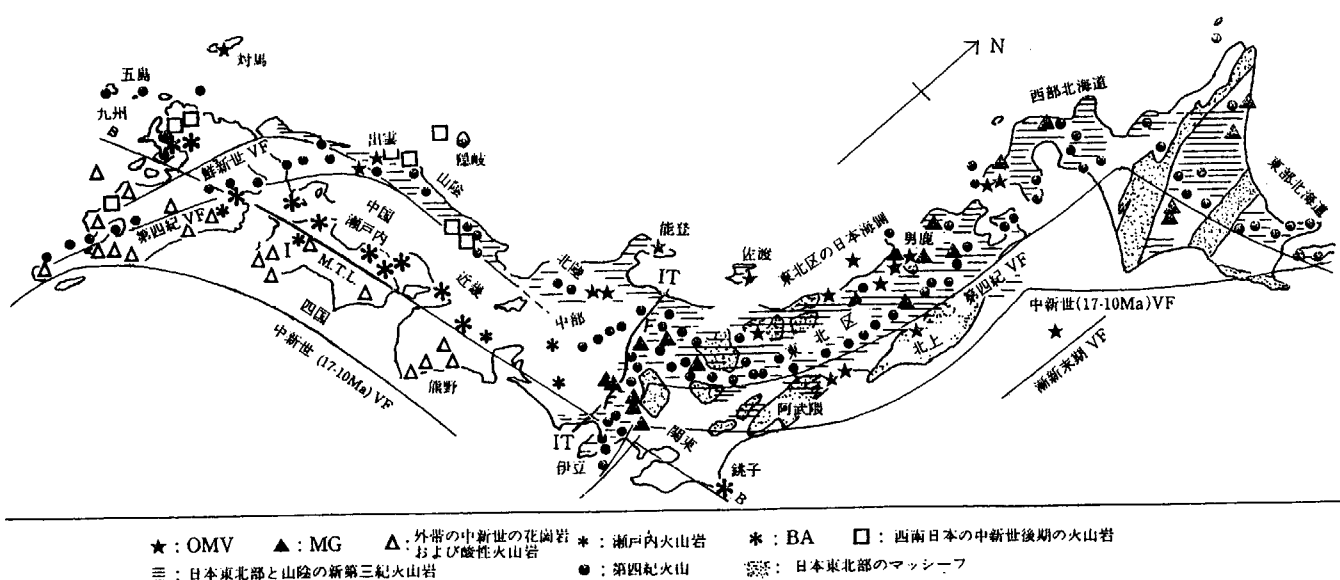 対馬
五島
九州
B
鮮新世 VF
第四紀 VF
出雲
隠岐
山陰
中国
瀬戸内
I
M.T.L.
四国
近畿
中新世 (17-10Ma) VF
熊野
北陸
中部
能登
IT
佐渡
東北区の日本海側
男鹿
第四紀 VF
東北区
北上
阿武隈
関東
IT
伊豆
銚子
B
N
西部北海道
東部北海道
中新世(17-10Ma)VF
漸新末期 VF
★ : OMV ▲ : MG △ : 外帯の中新世の花崗岩および酸性火山岩 * : 瀬戸内火山岩 * : BA □ : 西南日本の中新世後期の火山岩
: 日本東北部と山陰の新第三紀火山岩 : 第四紀火山 : 日本東北部のマッシーフ